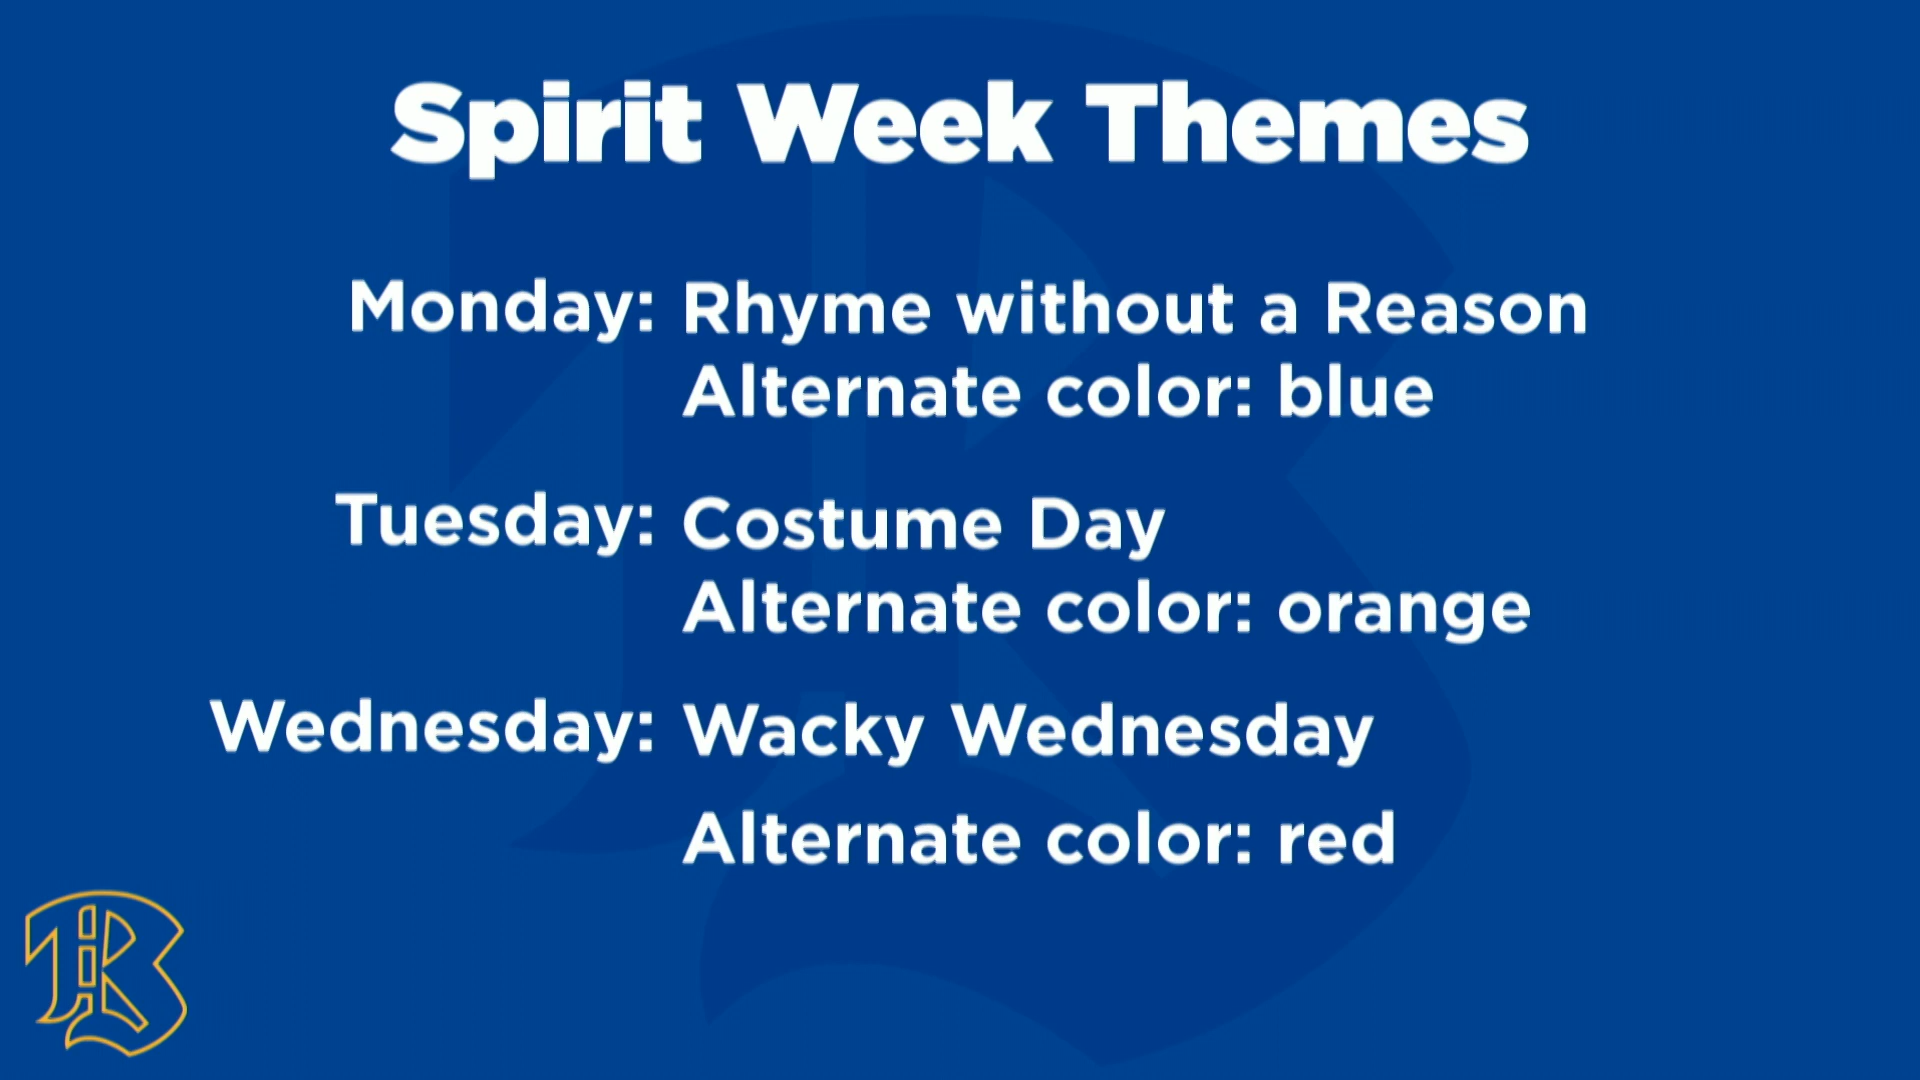 Spirit Week Themes
Monday: Rhyme without a Reason
Alternate color: blue
Tuesday: Costume Day
Alternate color: orange
Wednesday: Wacky Wednesday
Alternate color: red
B